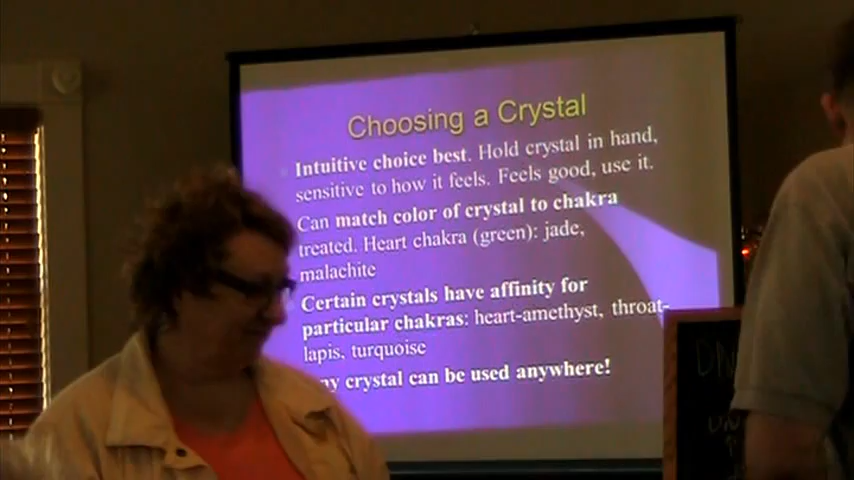 Choosing a Crystal
Intuitive choice best. Hold crystal in hand,
sensitive to how it feels. Feels good, use it.
Can match color of crystal to chakra
treated. Heart chakra (green): jade,
malachite
Certain crystals have affinity for
particular chakras: heart-amethyst, throat-
lapis, turquoise
crystal can be used anywhere!